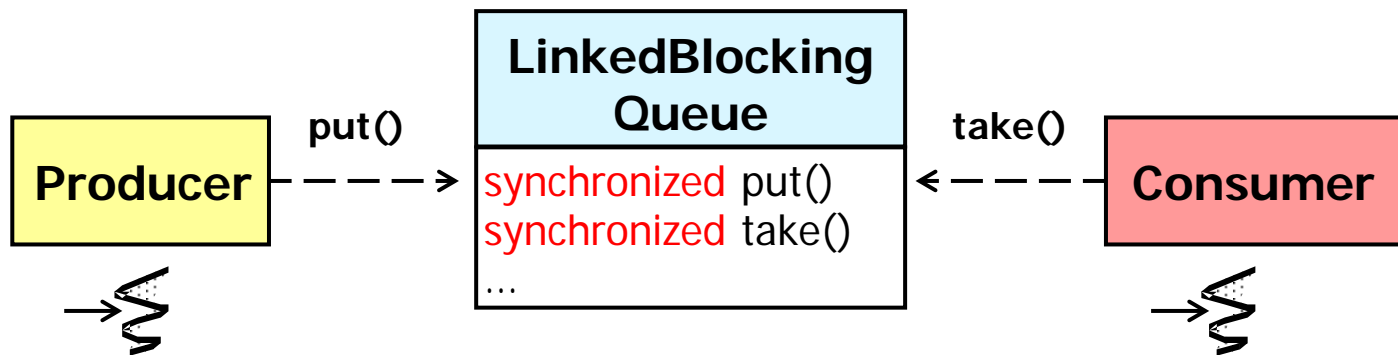 LinkedBlocking
Queue
put()
take()
Producer
synchronized put()
synchronized take()
...
Consumer